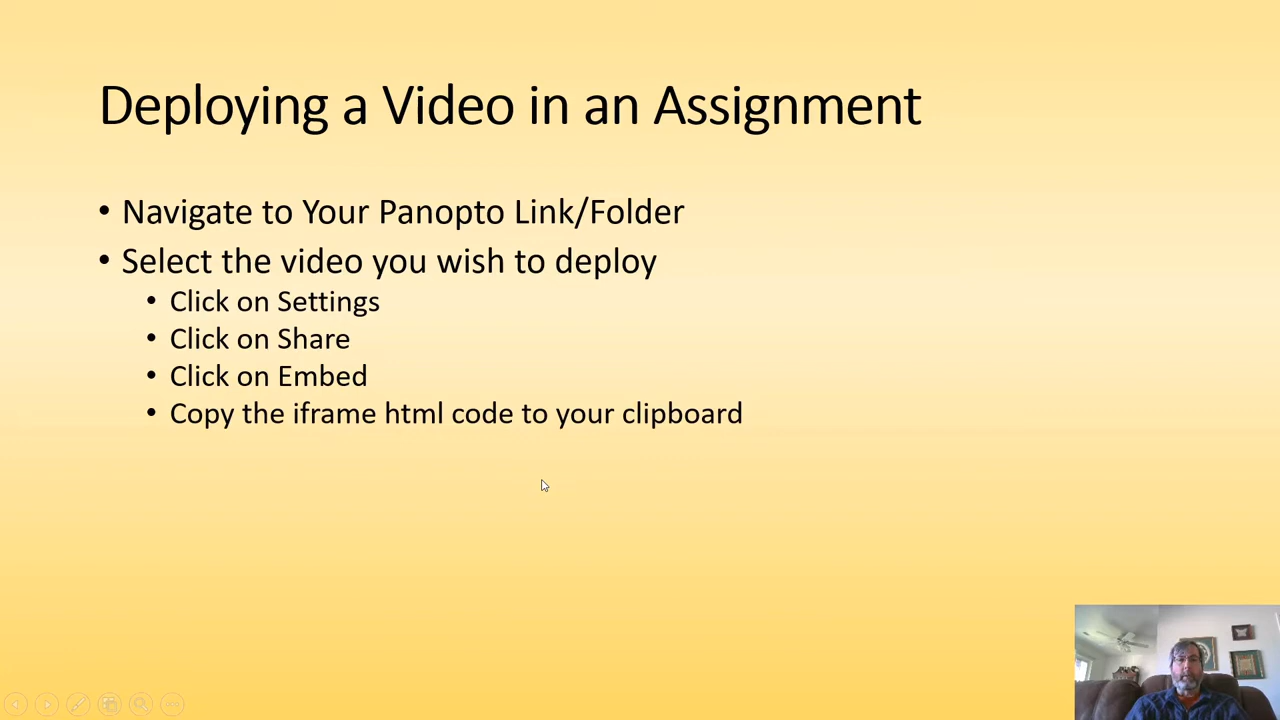 Deploying a Video in an Assignment
• Navigate to Your Panopto Link/Folder
• Select the video you wish to deploy
• Click on Settings
• Click on Share
• Click on Embed
• Copy the iframe html code to your clipboard